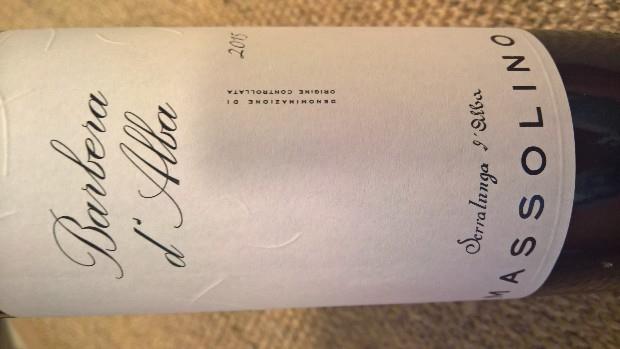 Barbera
d'Alba
2015
DENOMINAZIONE DI
ORIGINE CONTROLLATA
Serralunga d'Alba
MASSOLINO